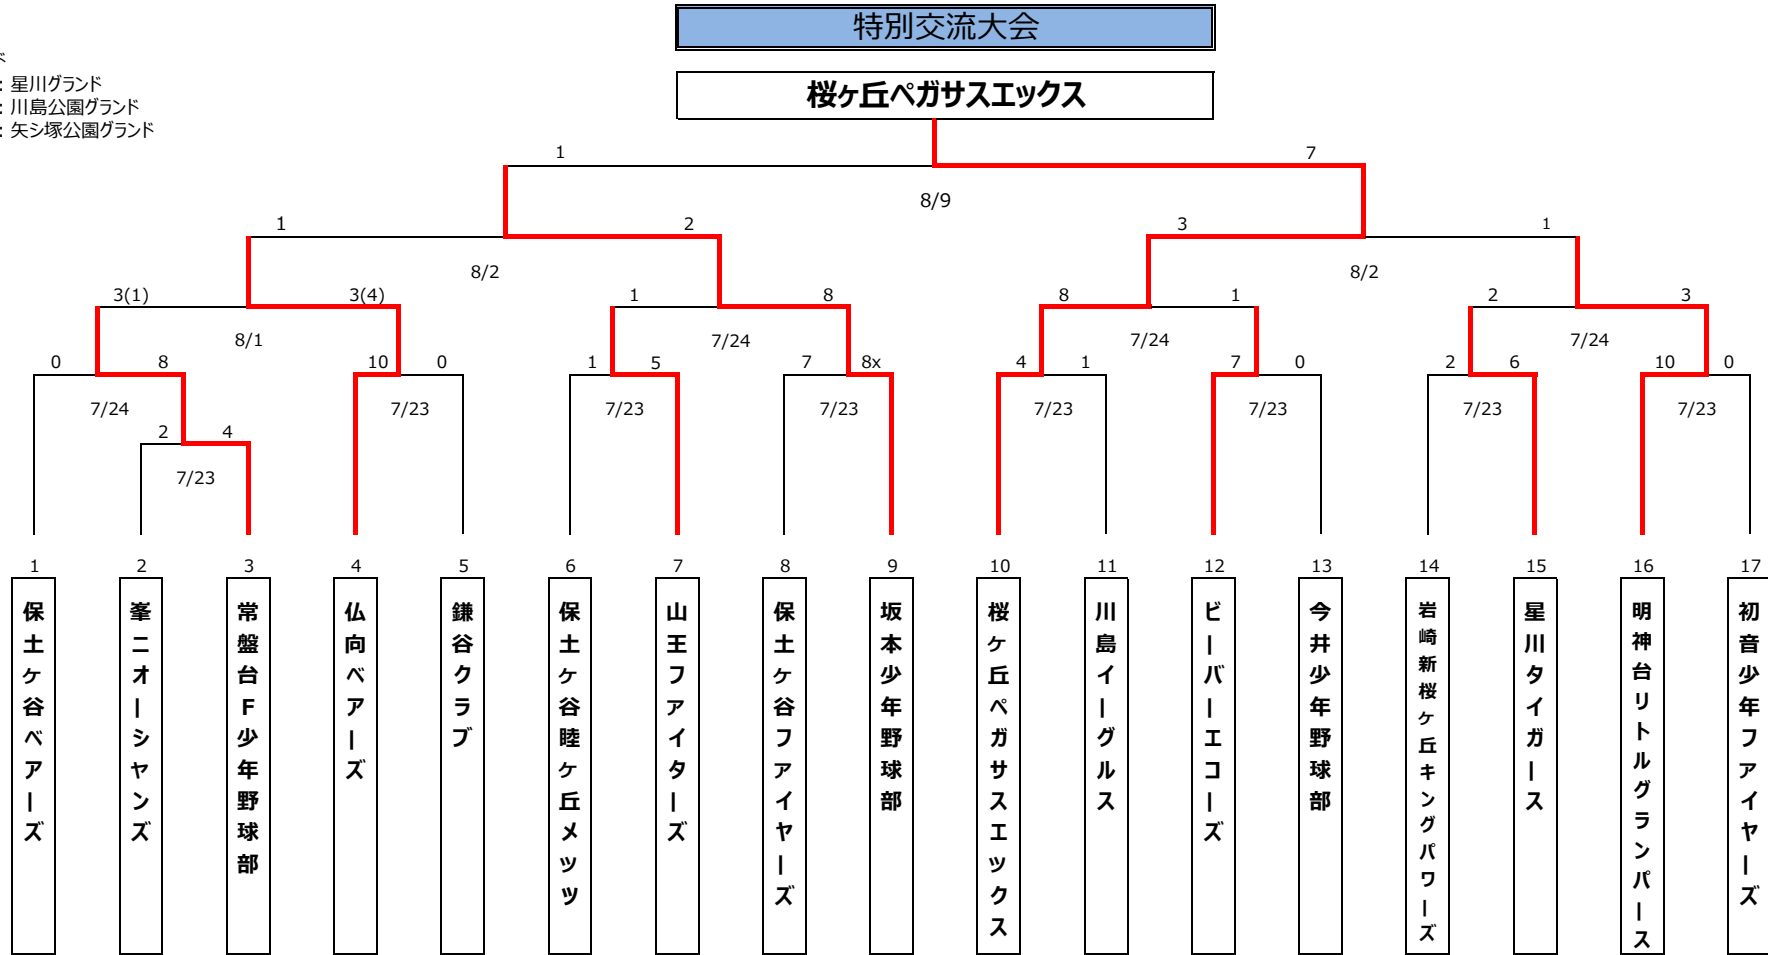 特別交流大会
桜ヶ丘ペガサスエックス
ド
: 星川グランド
: 川島公園グランド
: 矢シ塚公園グランド
1 7
8/9
1 2 3 1
8/2 8/2
3(1) 3(4) 1 8 8 1 2 3
8/1 7/24 7/24 7/24
0 8 10 0 1 5 7 8x 4 1 7 0 2 6 10 0
7/24 7/23 7/23 7/23 7/23 7/23 7/23 7/23
2 4
7/23
1 2 3 4 5 6 7 8 9 10 11 12 13 14 15 16 17
保土ヶ谷ベアーズ
峯ニオーシャンズ
常盤台F少年野球部
仏向ベアーズ
鎌谷クラブ
保土ヶ谷睦ヶ丘メッツ
山王ファイターズ
保土ヶ谷ファイヤーズ
坂本少年野球部
桜ヶ丘ペガサスエックス
川島イーグルス
ビーバーエコーズ
今井少年野球部
岩崎新桜ヶ丘キングパワーズ
星川タイガース
明神台リトルグランパース
初音少年ファイヤーズ